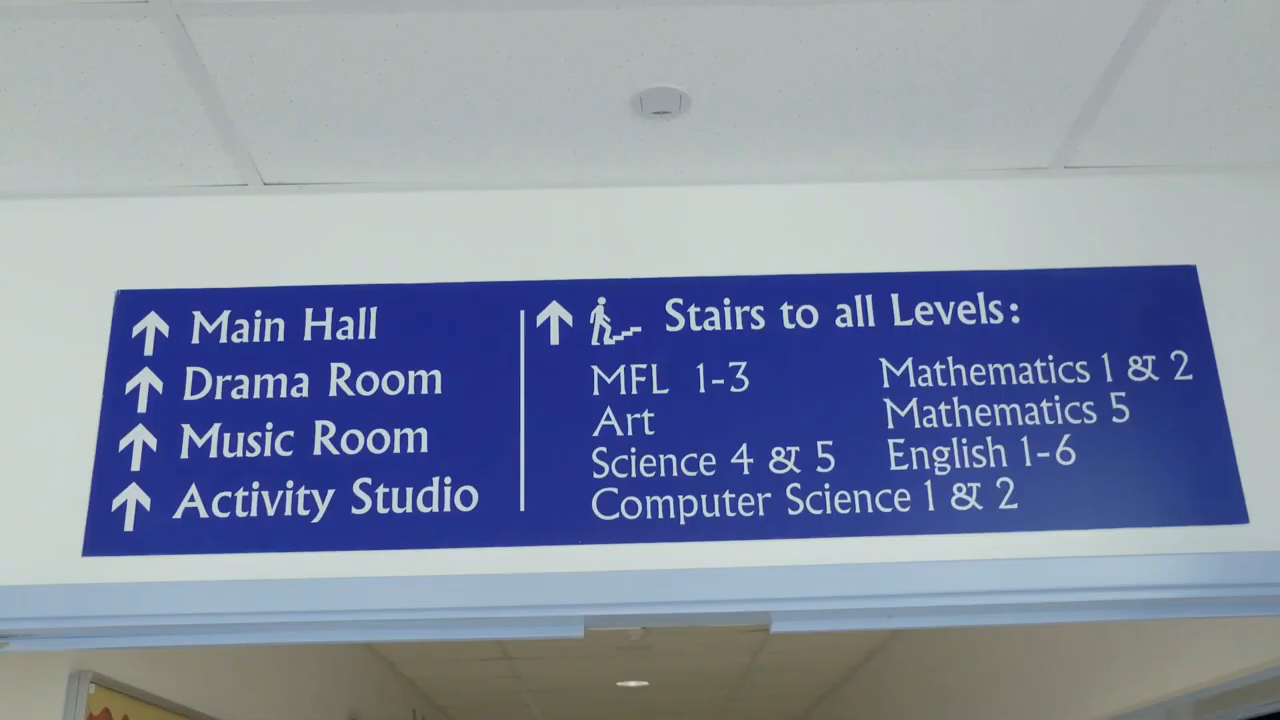 Main Hall
Drama Room
Music Room
Activity Studio
Stairs to all Levels:
MFL 1-3
Art
Science 4 & 5
Computer Science 1 & 2
Mathematics 1 & 2
Mathematics 5
English 1-6